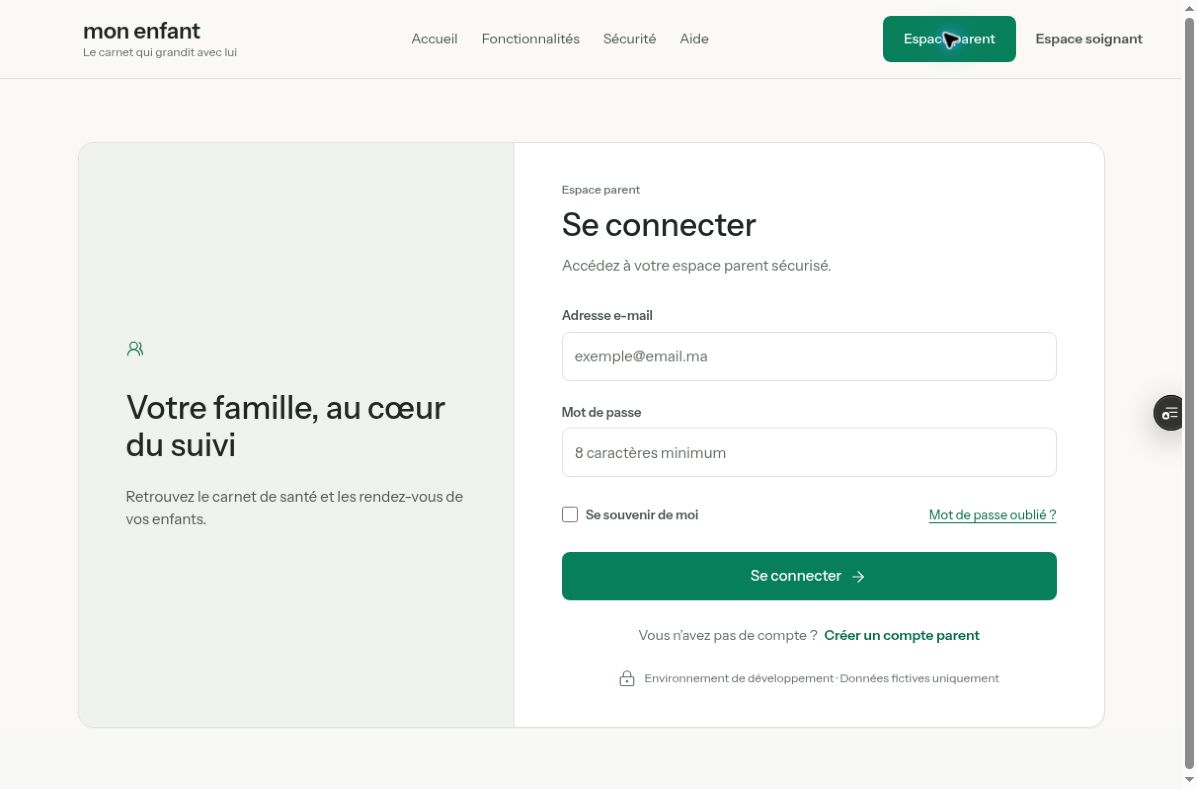 mon enfant
Le carnet qui grandit avec lui
Accueil
Fonctionnalités
Sécurité
Aide
Espace parent
Espace soignant
Votre famille, au cœur
du suivi
Retrouvez le carnet de santé et les rendez-vous de
vos enfants.
Espace parent
Se connecter
Accédez à votre espace parent sécurisé.
Adresse e-mail
exemple@email.ma
Mot de passe
8 caractères minimum
Se souvenir de moi
Mot de passe oublié ?
Se connecter →
Vous n’avez pas de compte ? Créer un compte parent
Environnement de développement · Données fictives uniquement